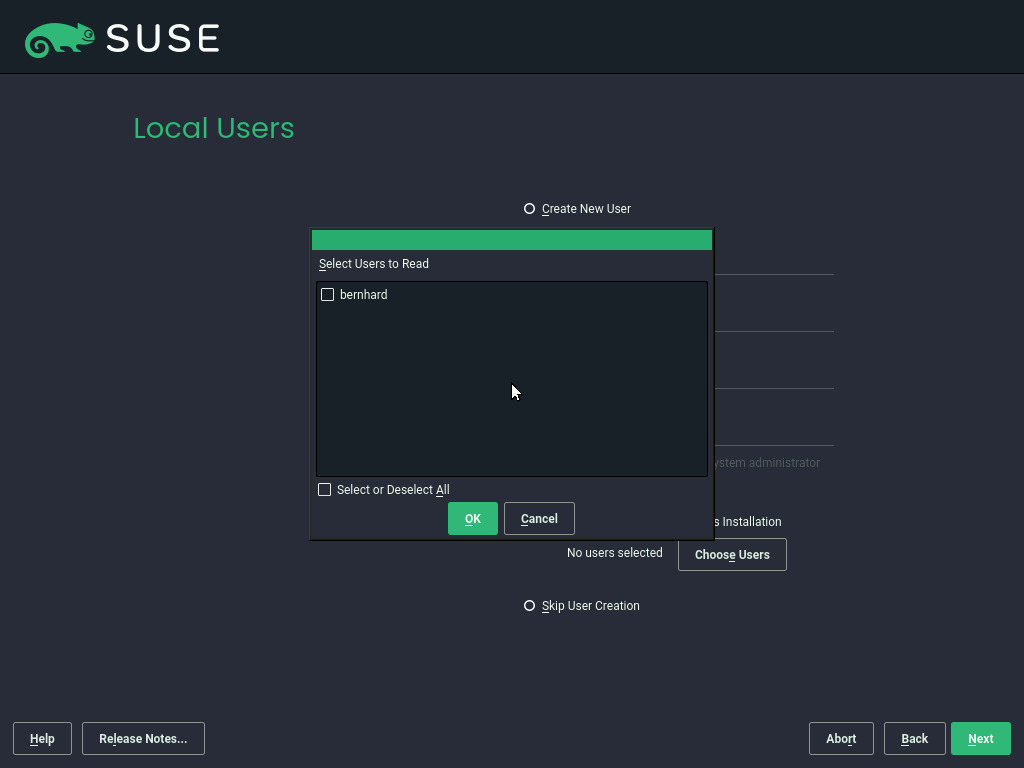 SUSE
Local Users
Create New User
Select Users to Read
bernhard
ystem administrator
Select or Deselect All
OK Cancel
s Installation
No users selected Choose Users
Skip User Creation
Help Release Notes... Abort Back Next